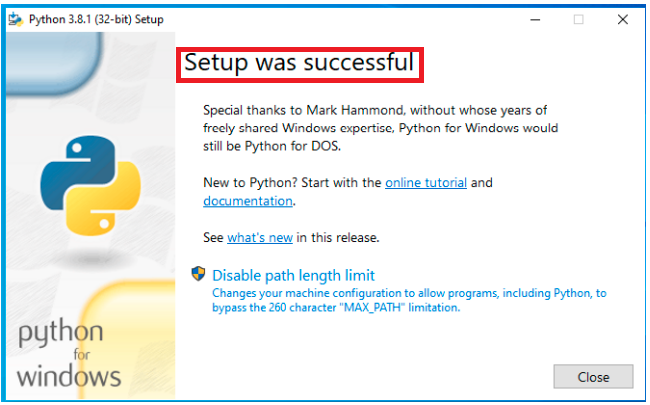 Python 3.8.1 (32-bit) Setup
Setup was successful
Special thanks to Mark Hammond, without whose years of
freely shared Windows expertise, Python for Windows would
still be Python for DOS.
New to Python? Start with the online tutorial and
documentation.
See what's new in this release.
Disable path length limit
Changes your machine configuration to allow programs, including Python, to
bypass the 260 character "MAX_PATH" limitation.
python
for
windows
Close